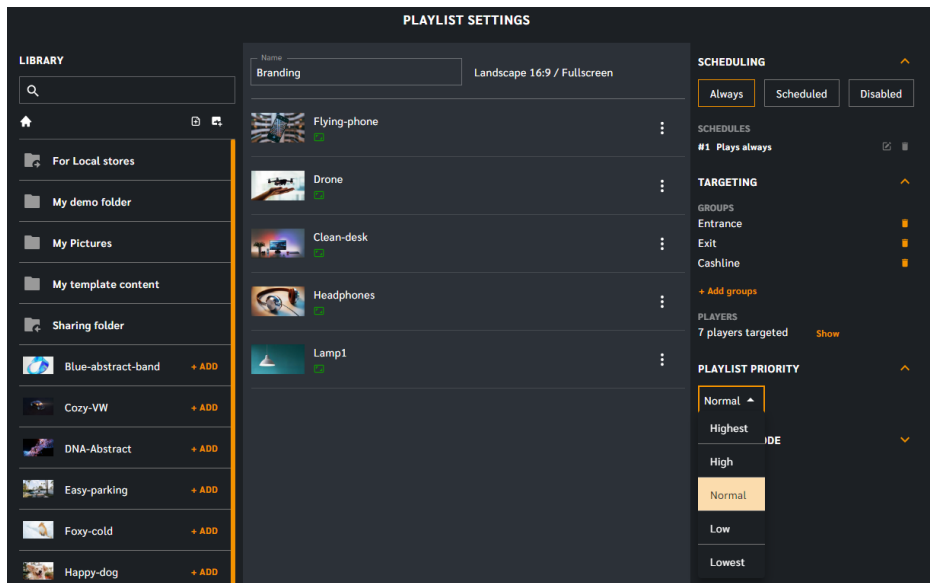 PLAYLIST SETTINGS
LIBRARY
For Local stores
My demo folder
My Pictures
My template content
Sharing folder
Blue-abstract-band + ADD
Cozy-VW + ADD
DNA-Abstract + ADD
Easy-parking + ADD
Foxy-cold + ADD
Happy-dog + ADD
Name
Branding
Landscape 16:9 / Fullscreen
Flying-phone
Drone
Clean-desk
Headphones
Lamp1
SCHEDULING
Always Scheduled Disabled
SCHEDULES
#1 Plays always
TARGETING
GROUPS
Entrance
Exit
Cashline
+ Add groups
PLAYERS
7 players targeted Show
PLAYLIST PRIORITY
Normal
Highest
High
Normal
Low
Lowest